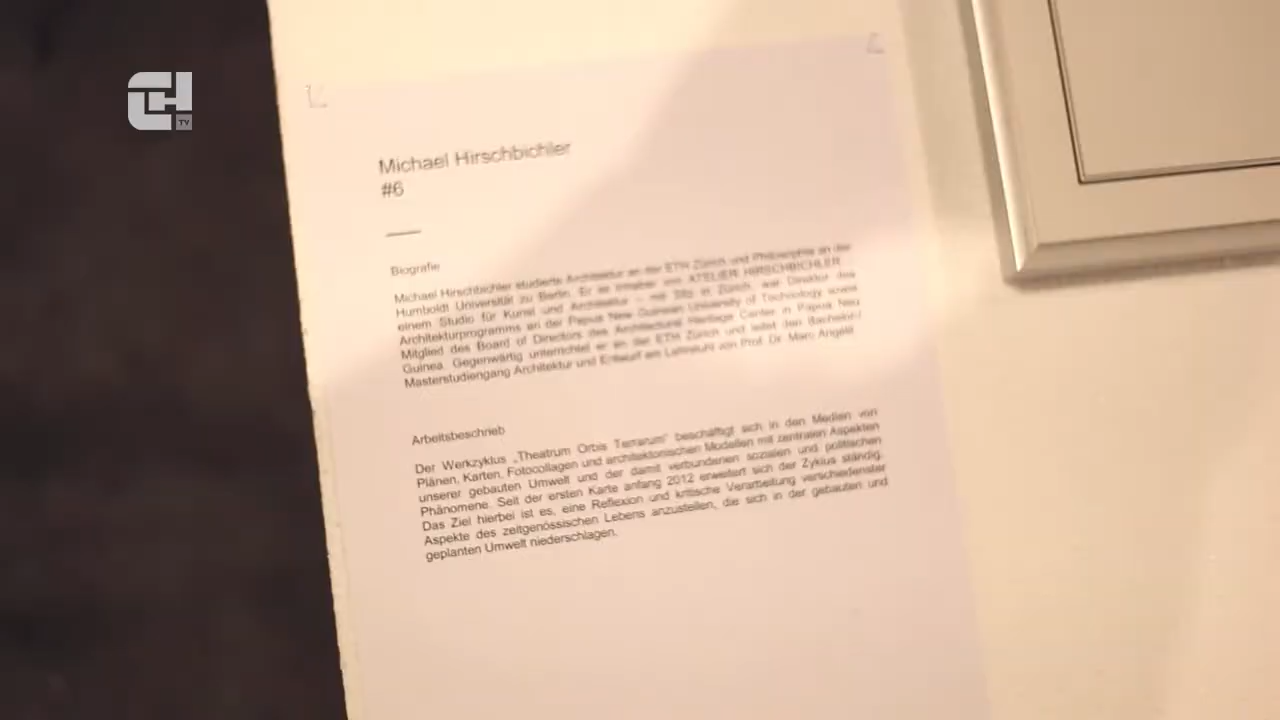 CH
TV
Michael Hirschbichler
#6
Biografie
Michael Hirschbichler studierte Architektur an der ETH Zürich und Philosophie an der
Humboldt Universität zu Berlin. Er ist Inhaber von ATELIER HIRSCHBICHLER,
einem Studio für Kunst und Architektur – mit Sitz in Zürich, war Direktor des
Architekturprogramms an der Papua New Guinean University of Technology sowie
Mitglied des Board of Directors des Architectural Heritage Center in Papua Neu
Guinea. Gegenwärtig unterrichtet er an der ETH Zürich und leitet den Bachelor-/
Masterstudiengang Architektur und Entwurf am Lehrstuhl von Prof. Dr. Marc Angélil.
Arbeitsbeschrieb
Der Werkzyklus „Theatrum Orbis Terrarum" beschäftigt sich in den Medien von
Plänen, Karten, Fotocollagen und architektonischen Modellen mit zentralen Aspekten
unserer gebauten Umwelt und der damit verbundenen sozialen und politischen
Phänomene. Seit der ersten Karte anfang 2012 erweitert sich der Zyklus ständig.
Das Ziel hierbei ist es, eine Reflexion und kritische Verarbeitung verschiedenster
Aspekte des zeitgenössischen Lebens anzustellen, die sich in der gebauten und
geplanten Umwelt niederschlagen.